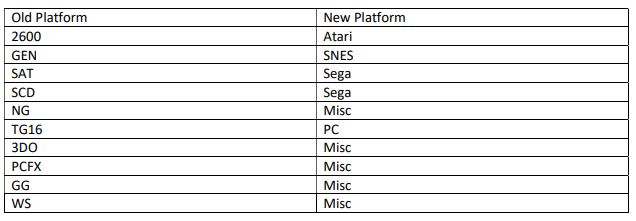 Old Platform New Platform
2600 Atari
GEN SNES
SAT Sega
SCD Sega
NG Misc
TG16 PC
3DO Misc
PCFX Misc
GG Misc
WS Misc